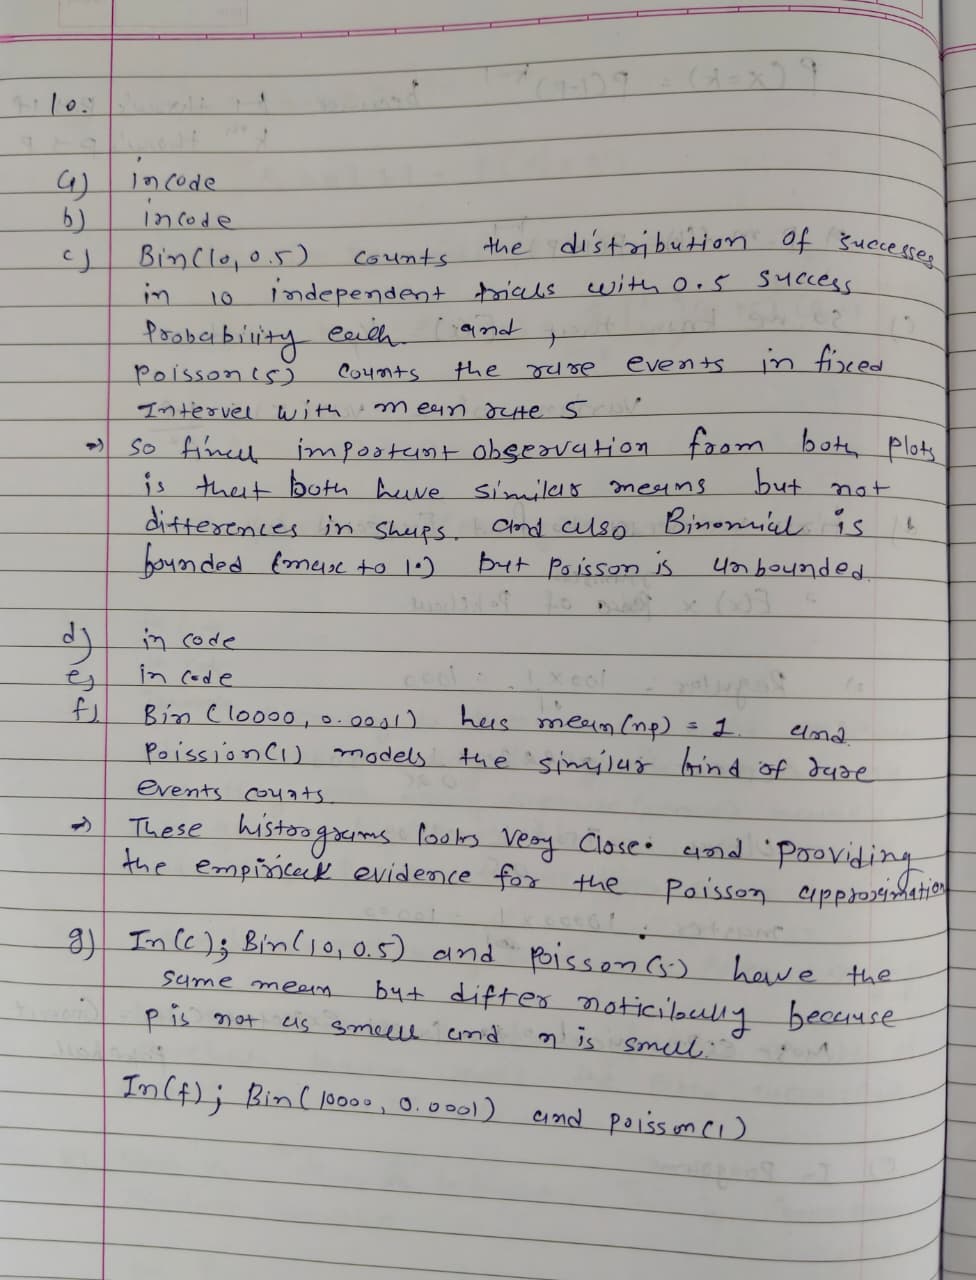 10.
a) in code
b) in code
c) Bin(10, 0.5) counts the distribution of successes
in 10 independent trials with 0.5 success
Probability each and,
Poisson(5) counts the rare events in fixed
Interval with mean rate 5
⇒ so final important observation from both plots
is that both have similar means but not
differences in shaps. and also Binomial is
bounded (max to 10) but Poisson is unbounded.
d) in code
e) in code
f) Bin (10000, 0.0001) has mean(np) = 1. and
Poission(1) models the similar kind of rare
events counts
⇒ These histrograms looks very close. and providing
the empirical evidence for the Poisson approximation
g) In(c); Bin(10, 0.5) and Poisson(5) have the
same mean but differ noticibally because
p is not as small and n is small.
In(f); Bin(10000, 0.0001) and Poisson(1)